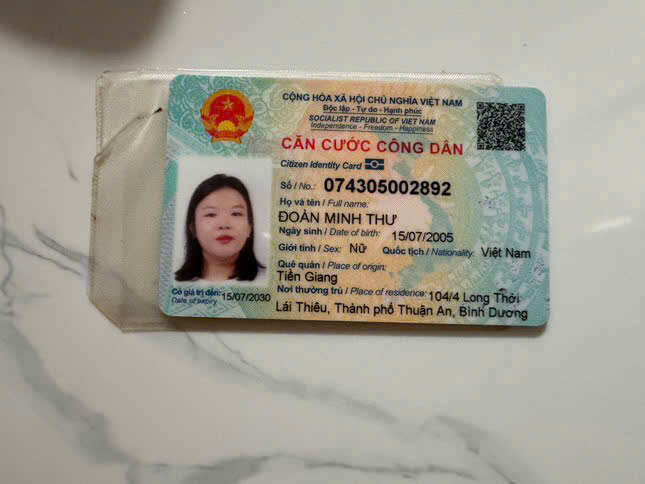 CỘNG HÒA XÃ HỘI CHỦ NGHĨA VIỆT NAM
Độc lập - Tự do - Hạnh phúc
SOCIALIST REPUBLIC OF VIET NAM
Independence - Freedom - Happiness
CĂN CƯỚC CÔNG DÂN
Citizen Identity Card
Số / No.: 074305002892
Họ và tên / Full name:
ĐOÀN MINH THƯ
Ngày sinh / Date of birth: 15/07/2005
Giới tính / Sex: Nữ Quốc tịch / Nationality: Việt Nam
Quê quán / Place of origin:
Tiền Giang
Nơi thường trú / Place of residence: 104/4 Long Thới
Lái Thiêu, Thành phố Thuận An, Bình Dương
Có giá trị đến: 15/07/2030
Date of expiry